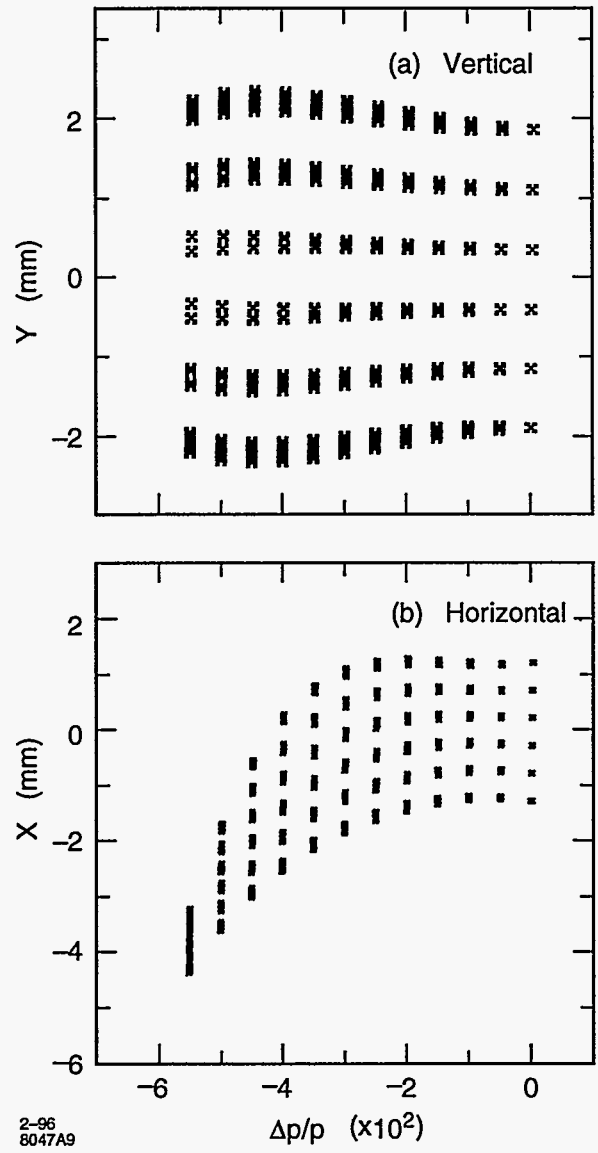 (a) Vertical
2
0
−2
Y (mm)
(b) Horizontal
2
0
−2
−4
−6
X (mm)
−6 −4 −2 0
Δp/p (x10²)
2–96
8047A9